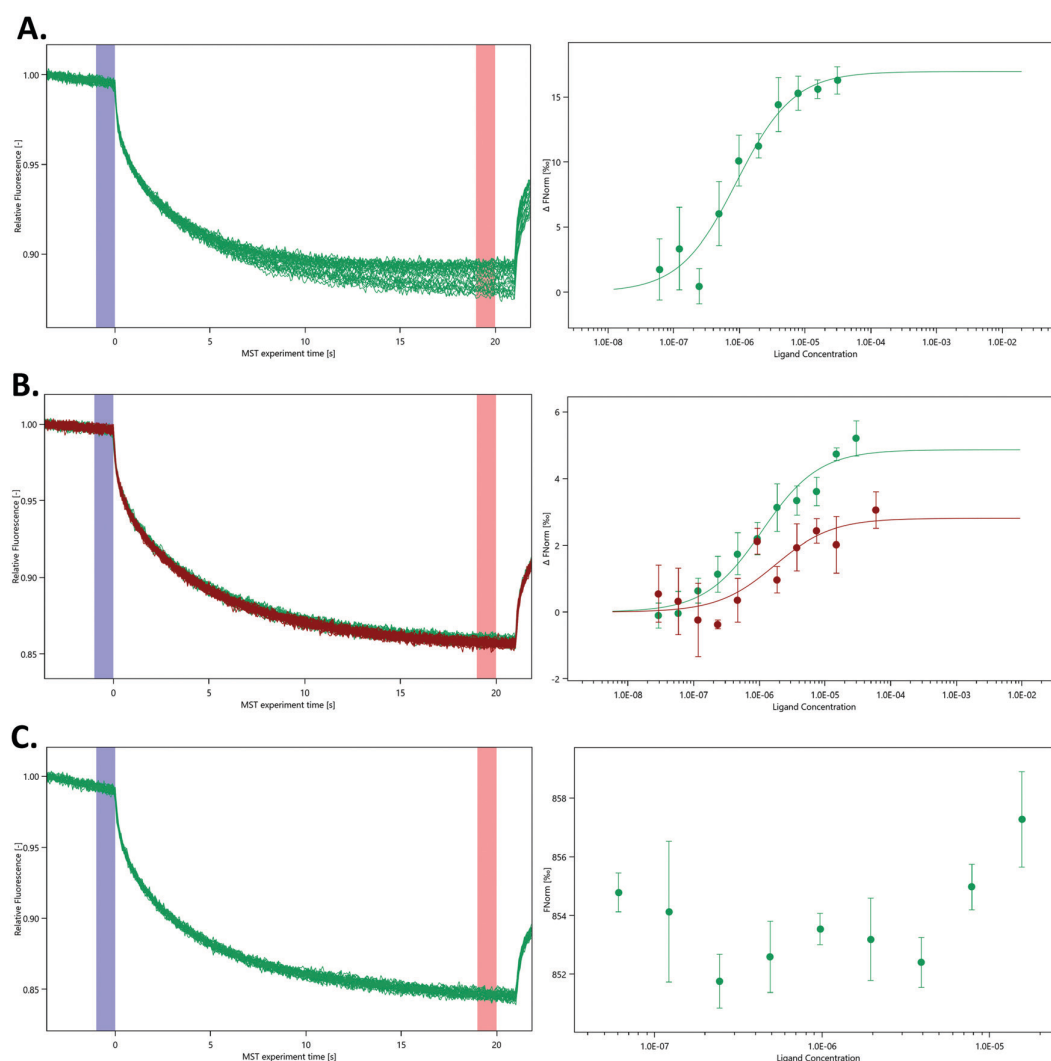 A.
1.00
0.95
0.90
Relative Fluorescence [-]
0
5
10
15
20
MST experiment time [s]
15
10
5
0
Δ FNorm [‰]
1.0E-08
1.0E-07
1.0E-06
1.0E-05
1.0E-04
1.0E-03
1.0E-02
Ligand Concentration
B.
1.00
0.95
0.90
0.85
Relative Fluorescence [-]
0
5
10
15
20
MST experiment time [s]
6
4
2
0
-2
Δ FNorm [‰]
1.0E-08
1.0E-07
1.0E-06
1.0E-05
1.0E-04
1.0E-03
1.0E-02
Ligand Concentration
C.
1.00
0.95
0.90
0.85
Relative Fluorescence [-]
0
5
10
15
20
MST experiment time [s]
858
856
854
852
FNorm [‰]
1.0E-07
1.0E-06
1.0E-05
Ligand Concentration